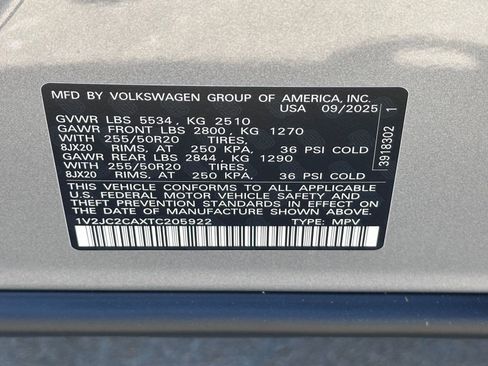 MFD BY VOLKSWAGEN GROUP OF AMERICA, INC.
USA 09/2025
GVWR LBS 5534, KG 2510
GAWR FRONT LBS 2800, KG 1270
WITH 255/50R20 TIRES,
8JX20 RIMS, AT 250 KPA, 36 PSI COLD
GAWR REAR LBS 2844, KG 1290
WITH 255/50R20 TIRES,
8JX20 RIMS, AT 250 KPA, 36 PSI COLD
THIS VEHICLE CONFORMS TO ALL APPLICABLE
U.S. FEDERAL MOTOR VEHICLE SAFETY AND
THEFT PREVENTION STANDARDS IN EFFECT ON THE
DATE OF MANUFACTURE SHOWN ABOVE.
1V2JC2CAXTC205922 TYPE: MPV
3918302 1